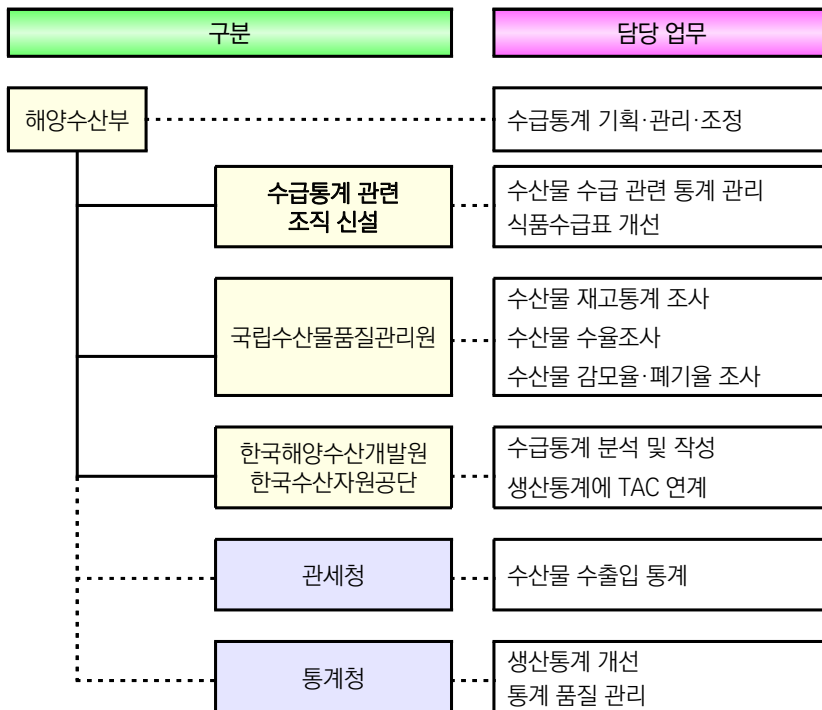 구분
담당 업무
해양수산부
수급통계 기획·관리·조정
수급통계 관련
조직 신설
수산물 수급 관련 통계 관리
식품수급표 개선
국립수산물품질관리원
수산물 재고통계 조사
수산물 수율조사
수산물 감모율·폐기율 조사
한국해양수산개발원
한국수산자원공단
수급통계 분석 및 작성
생산통계에 TAC 연계
관세청
수산물 수출입 통계
통계청
생산통계 개선
통계 품질 관리